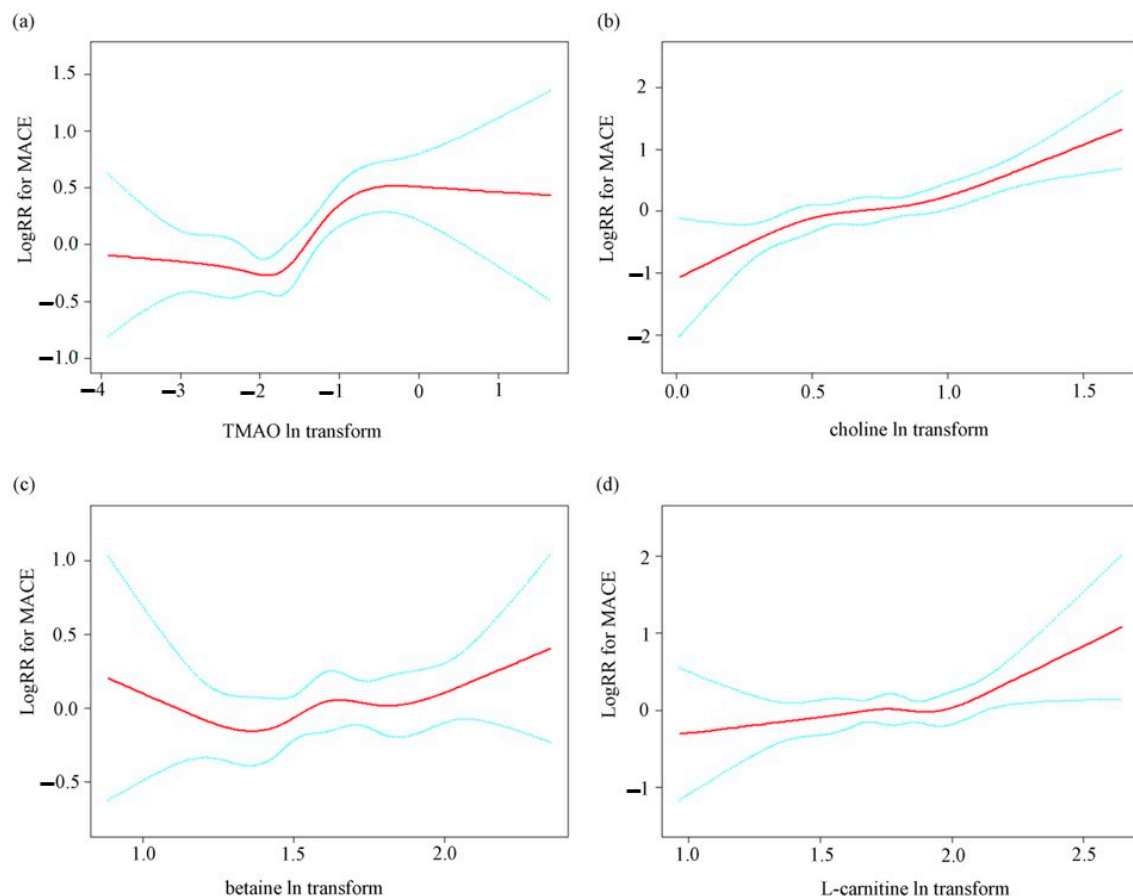 (a)
LogRR for MACE
1.5
1.0
0.5
0.0
−0.5
−1.0
−4 −3 −2 −1 0 1
TMAO ln transform
(b)
LogRR for MACE
2
1
0
−1
−2
0.0 0.5 1.0 1.5
choline ln transform
(c)
LogRR for MACE
1.0
0.5
0.0
−0.5
1.0 1.5 2.0
betaine ln transform
(d)
LogRR for MACE
2
1
0
−1
1.0 1.5 2.0 2.5
L-carnitine ln transform